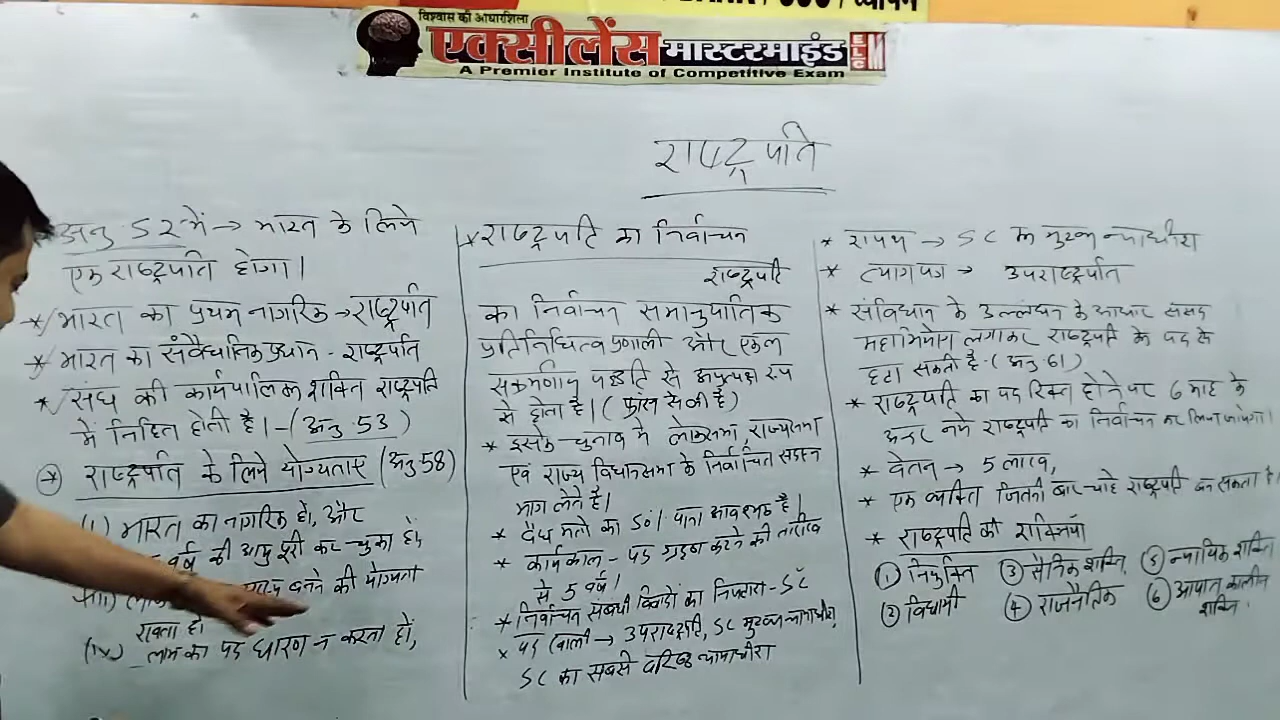 व्यापम
विश्वास की आधारशिला
एक्सीलेंस मास्टरमाइंड ELC
A Premier Institute of Competitive Exam
राष्ट्रपति
अनु. 52 में → भारत के लिये
एक राष्ट्रपति होगा।
* भारत का प्रथम नागरिक → राष्ट्रपति
* भारत का संवैधानिक प्रधान - राष्ट्रपति
* संघ की कार्यपालिका शक्ति राष्ट्रपति
में निहित होती है। - (अनु. 53)
* राष्ट्रपति के लिये योग्यताएं (अनु 58)
(i) भारत का नागरिक हो, और
वर्ष की आयु पूरी कर चुका हो,
बनने की योग्यता
रखता हो
(iv) लाभ का पद धारण न करता हो,
* राष्ट्रपति का निर्वाचन
राष्ट्रपति
का निर्वाचन समानुपातिक
प्रतिनिधित्व प्रणाली और एकल
संक्रमणीय पद्धति से अप्रत्यक्ष रूप
से होता है। (फ्रांस से ली है)
* इसके चुनाव में लोकसभा, राज्यसभा
एवं राज्य विधानसभा के निर्वाचित सदस्य
भाग लेते है।
* वैध मतो का 50% पाना आवश्यक है।
* कार्यकाल - पद ग्रहण करने की तारीख
से 5 वर्ष।
* निर्वाचन संबंधी विवादों का निपटारा - SC
* पद खाली → उपराष्ट्रपति, SC मुख्य न्यायाधीश,
SC का सबसे वरिष्ठ न्यायाधीश
* शपथ → SC का मुख्य न्यायाधीश
* त्यागपत्र → उपराष्ट्रपति
* संविधान के उल्लंघन के आधार संसद
महाभियोग लगाकर राष्ट्रपति के पद से
हटा सकती है - (अनु 61)
* राष्ट्रपति का पद रिक्त होने पर 6 माह के
अन्दर नये राष्ट्रपति का निर्वाचन कर लिया जायेगा।
* वेतन → 5 लाख,
* एक व्यक्ति जितनी बार चाहे राष्ट्रपति बन सकता है।
* राष्ट्रपति की शक्तियाँ
① नियुक्ति ③ सैनिक शक्ति, ⑤ न्यायिक शक्ति
② विधायी ④ राजनैतिक ⑥ आपात कालीन
शक्ति।